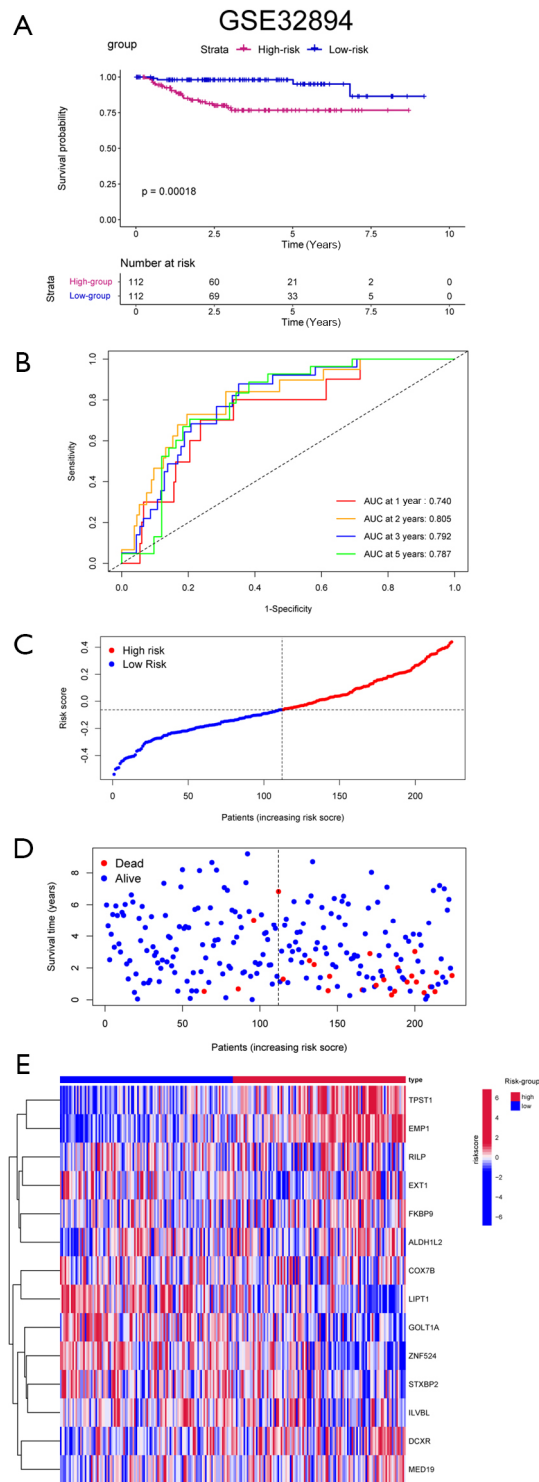 GSE32894
A
group
Strata High-risk Low-risk
Survival probability
1.00
0.75
0.50
0.25
0.00
p = 0.00018
0 2.5 5 7.5 10
Time (Years)
Number at risk
Strata
High-group 112 60 21 2 0
Low-group 112 69 33 5 0
0 2.5 5 7.5 10
Time (Years)
B
Sensitivity
1.0
0.8
0.6
0.4
0.2
0.0
AUC at 1 year : 0.740
AUC at 2 years: 0.805
AUC at 3 years: 0.792
AUC at 5 years: 0.787
0.0 0.2 0.4 0.6 0.8 1.0
1-Specificity
C
High risk
Low Risk
Risk score
0.4
0.2
0.0
-0.2
-0.4
0 50 100 150 200
Patients (increasing risk socre)
D
Dead
Alive
Survival time (years)
8
6
4
2
0
0 50 100 150 200
Patients (increasing risk socre)
E
type
TPST1
EMP1
RILP
EXT1
FKBP9
ALDH1L2
COX7B
LIPT1
GOLT1A
ZNF524
STXBP2
ILVBL
DCXR
MED19
riskscore
6
4
2
0
−2
−4
−6
Risk-group
high
low